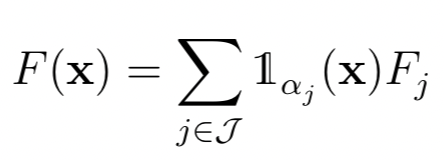 F(𝐱) = ∑_{j∈𝒥} 𝟙_{α_j}(𝐱)F_j